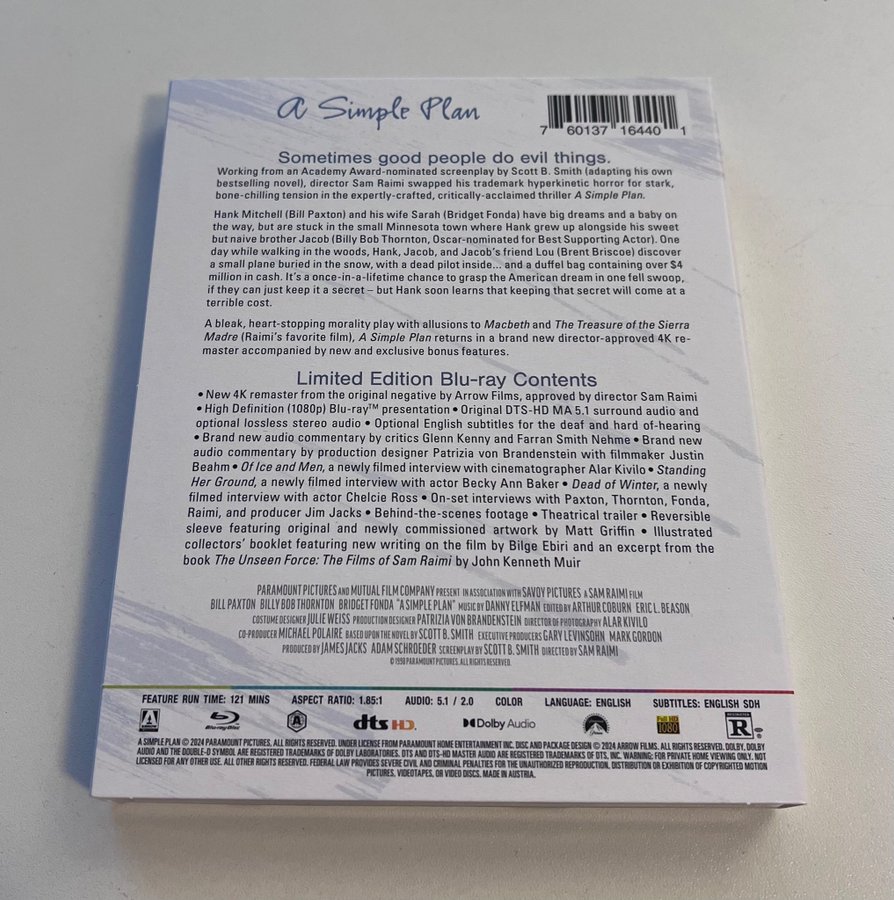 A Simple Plan
7 60137 16440 1
Sometimes good people do evil things.
Working from an Academy Award-nominated screenplay by Scott B. Smith (adapting his own
bestselling novel), director Sam Raimi swapped his trademark hyperkinetic horror for stark,
bone-chilling tension in the expertly-crafted, critically-acclaimed thriller A Simple Plan.
Hank Mitchell (Bill Paxton) and his wife Sarah (Bridget Fonda) have big dreams and a baby on
the way, but are stuck in the small Minnesota town where Hank grew up alongside his sweet
but naive brother Jacob (Billy Bob Thornton, Oscar-nominated for Best Supporting Actor). One
day while walking in the woods, Hank, Jacob, and Jacob's friend Lou (Brent Briscoe) discover
a small plane buried in the snow, with a dead pilot inside... and a duffel bag containing over $4
million in cash. It's a once-in-a-lifetime chance to grasp the American dream in one fell swoop,
if they can just keep it a secret – but Hank soon learns that keeping that secret will come at a
terrible cost.
A bleak, heart-stopping morality play with allusions to Macbeth and The Treasure of the Sierra
Madre (Raimi's favorite film), A Simple Plan returns in a brand new director-approved 4K re-
master accompanied by new and exclusive bonus features.
Limited Edition Blu-ray Contents
• New 4K remaster from the original negative by Arrow Films, approved by director Sam Raimi
• High Definition (1080p) Blu-ray™ presentation • Original DTS-HD MA 5.1 surround audio and
optional lossless stereo audio • Optional English subtitles for the deaf and hard of-hearing
• Brand new audio commentary by critics Glenn Kenny and Farran Smith Nehme • Brand new
audio commentary by production designer Patrizia von Brandenstein with filmmaker Justin
Beahm • Of Ice and Men, a newly filmed interview with cinematographer Alar Kivilo • Standing
Her Ground, a newly filmed interview with actor Becky Ann Baker • Dead of Winter, a newly
filmed interview with actor Chelcie Ross • On-set interviews with Paxton, Thornton, Fonda,
Raimi, and producer Jim Jacks • Behind-the-scenes footage • Theatrical trailer • Reversible
sleeve featuring original and newly commissioned artwork by Matt Griffin • Illustrated
collectors' booklet featuring new writing on the film by Bilge Ebiri and an excerpt from the
book The Unseen Force: The Films of Sam Raimi by John Kenneth Muir
PARAMOUNT PICTURES AND MUTUAL FILM COMPANY PRESENT IN ASSOCIATION WITH SAVOY PICTURES A SAM RAIMI FILM
BILL PAXTON BILLY BOB THORNTON BRIDGET FONDA "A SIMPLE PLAN" MUSIC BY DANNY ELFMAN EDITED BY ARTHUR COBURN ERIC L. BEASON
COSTUME DESIGNER JULIE WEISS PRODUCTION DESIGNER PATRIZIA VON BRANDENSTEIN DIRECTOR OF PHOTOGRAPHY ALAR KIVILO
CO-PRODUCER MICHAEL POLAIRE BASED UPON THE NOVEL BY SCOTT B. SMITH EXECUTIVE PRODUCERS GARY LEVINSOHN MARK GORDON
PRODUCED BY JAMES JACKS ADAM SCHROEDER SCREENPLAY BY SCOTT B. SMITH DIRECTED BY SAM RAIMI
©1998 PARAMOUNT PICTURES. ALL RIGHTS RESERVED.
FEATURE RUN TIME: 121 MINS ASPECT RATIO: 1.85:1 AUDIO: 5.1 / 2.0 COLOR LANGUAGE: ENGLISH SUBTITLES: ENGLISH SDH
Blu-ray Disc A dts HD Dolby Audio Paramount Full HD 1080 R
A SIMPLE PLAN © 2024 PARAMOUNT PICTURES. ALL RIGHTS RESERVED. UNDER LICENSE FROM PARAMOUNT HOME ENTERTAINMENT INC. DISC AND PACKAGE DESIGN © 2024 ARROW FILMS. ALL RIGHTS RESERVED. DOLBY, DOLBY
AUDIO AND THE DOUBLE-D SYMBOL ARE REGISTERED TRADEMARKS OF DOLBY LABORATORIES. DTS AND DTS-HD MASTER AUDIO ARE REGISTERED TRADEMARKS OF DTS, INC. WARNING: FOR PRIVATE HOME VIEWING ONLY. NOT
LICENSED FOR ANY OTHER USE. ALL OTHER RIGHTS RESERVED. FEDERAL LAW PROVIDES SEVERE CIVIL AND CRIMINAL PENALTIES FOR THE UNAUTHORIZED REPRODUCTION, DISTRIBUTION OR EXHIBITION OF COPYRIGHTED MOTION
PICTURES, VIDEOTAPES, OR VIDEO DISCS. MADE IN AUSTRIA.